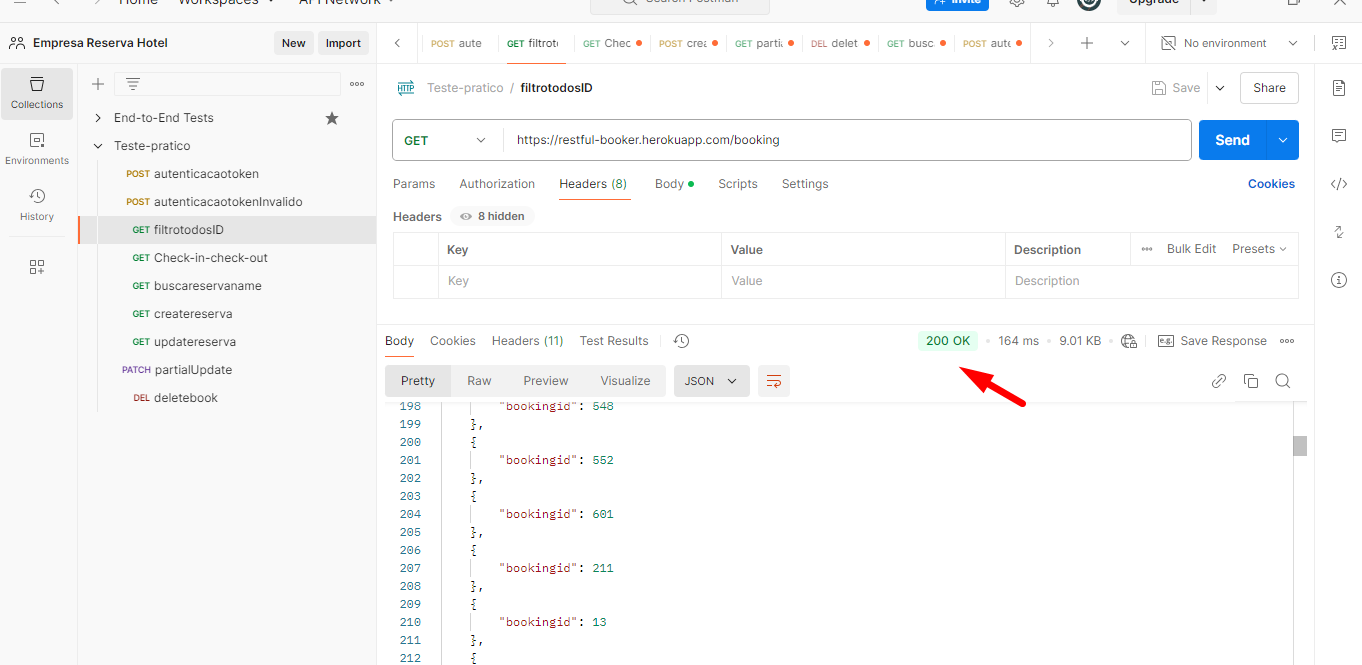 Home Workspaces API Network Search Postman Invite Upgrade
Empresa Reserva Hotel New Import
POST aute GET filtrot GET Chec POST crea GET parti DEL delet GET busc POST aute No environment
Collections
Environments
History
End-to-End Tests
Teste-pratico
POST autenticacaotoken
POST autenticacaotokenInvalido
GET filtrotodosID
GET Check-in-check-out
GET buscareservaname
GET createreserva
GET updatereserva
PATCH partialUpdate
DEL deletebook
HTTP Teste-pratico / filtrotodosID Save Share
GET https://restful-booker.herokuapp.com/booking Send
Params Authorization Headers (8) Body Scripts Settings Cookies
Headers 8 hidden
Key Value Description Bulk Edit Presets
Key Value Description
Body Cookies Headers (11) Test Results 200 OK 164 ms 9.01 KB e.g. Save Response
Pretty Raw Preview Visualize JSON
198 "bookingid": 548
199 },
200 {
201 "bookingid": 552
202 },
203 {
204 "bookingid": 601
205 },
206 {
207 "bookingid": 211
208 },
209 {
210 "bookingid": 13
211 },
212 {